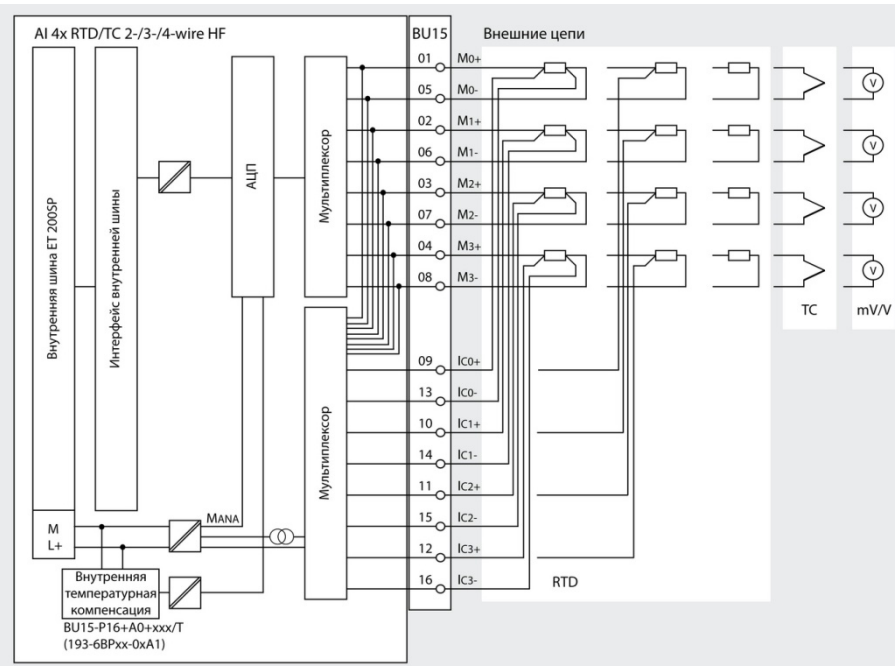 AI 4x RTD/TC 2-/3-/4-wire HF
BU15
Внешние цепи
Внутренняя шина ET 200SP
Интерфейс внутренней шины
АЦП
Мультиплексор
Мультиплексор
01 M0+
05 M0-
02 M1+
06 M1-
03 M2+
07 M2-
04 M3+
08 M3-
09 IC0+
13 IC0-
10 IC1+
14 IC1-
11 IC2+
15 IC2-
12 IC3+
16 IC3-
V
V
V
V
TC
mV/V
RTD
M
L+
MANA
Внутренняя
температурная
компенсация
BU15-P16+A0+xxx/T
(193-6BPxx-0xA1)